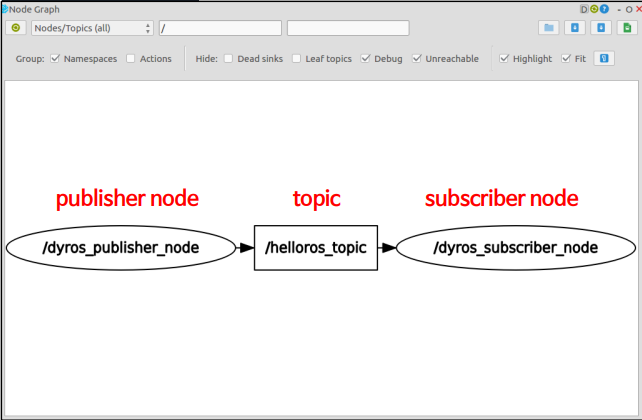 Node Graph
D
Nodes/Topics (all)
/
Group: Namespaces Actions Hide: Dead sinks Leaf topics Debug Unreachable Highlight Fit
publisher node topic subscriber node
/dyros_publisher_node /helloros_topic /dyros_subscriber_node